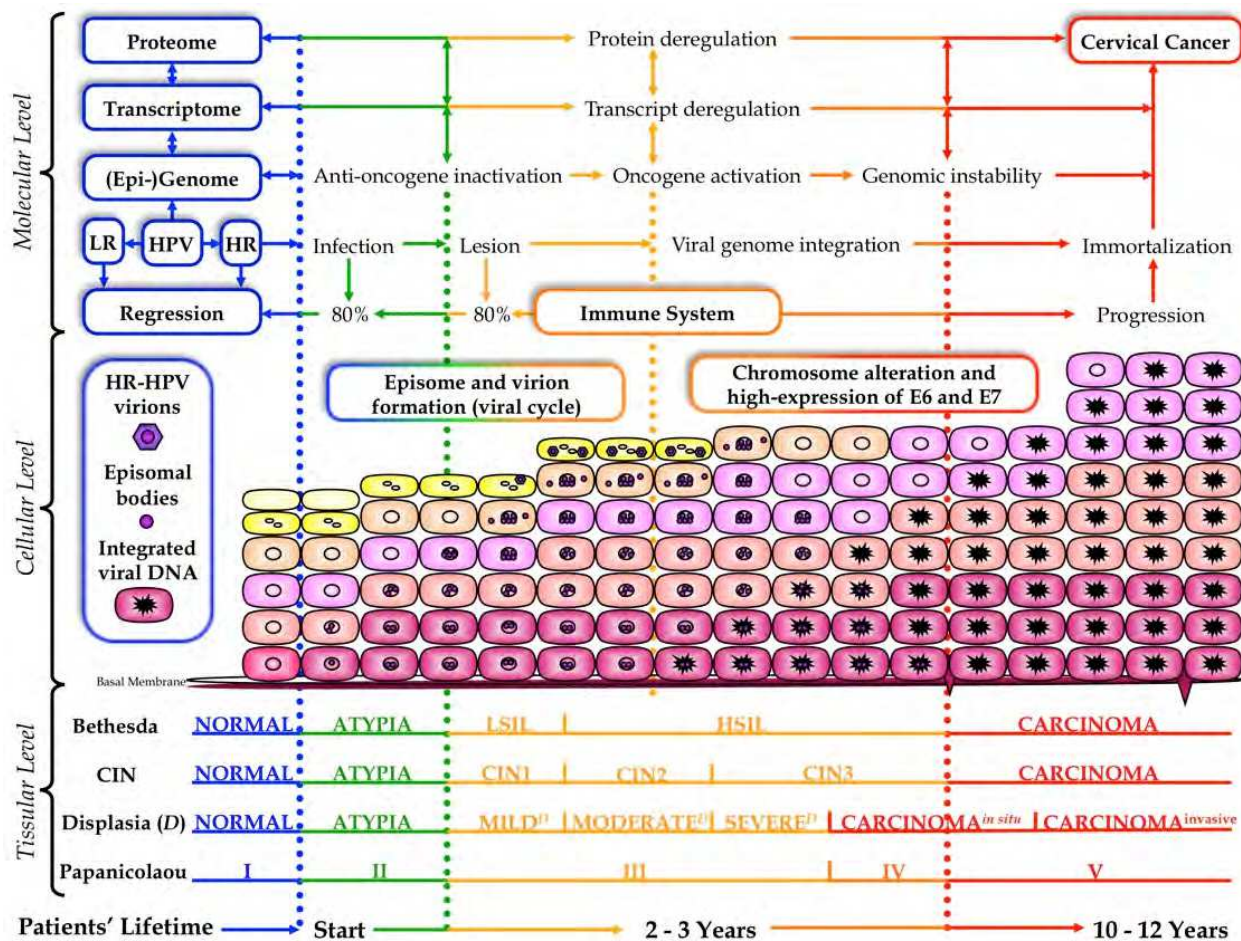 Molecular Level
Proteome
Protein deregulation
Cervical Cancer
Transcriptome
Transcript deregulation
(Epi-)Genome
Anti-oncogene inactivation
Oncogene activation
Genomic instability
LR
HPV
HR
Infection
Lesion
Viral genome integration
Immortalization
Regression
80%
80%
Immune System
Progression
Cellular Level
HR-HPV
virions
Episomal
bodies
Integrated
viral DNA
Episome and virion
formation (viral cycle)
Chromosome alteration and
high-expression of E6 and E7
Basal Membrane
Tissular Level
Bethesda NORMAL ATYPIA LSIL HSIL CARCINOMA
CIN NORMAL ATYPIA CIN1 CIN2 CIN3 CARCINOMA
Displasia (D) NORMAL ATYPIA MILD D MODERATE D SEVERE D CARCINOMA in situ CARCINOMA invasive
Papanicolaou I II III IV V
Patients' Lifetime Start 2 - 3 Years 10 - 12 Years